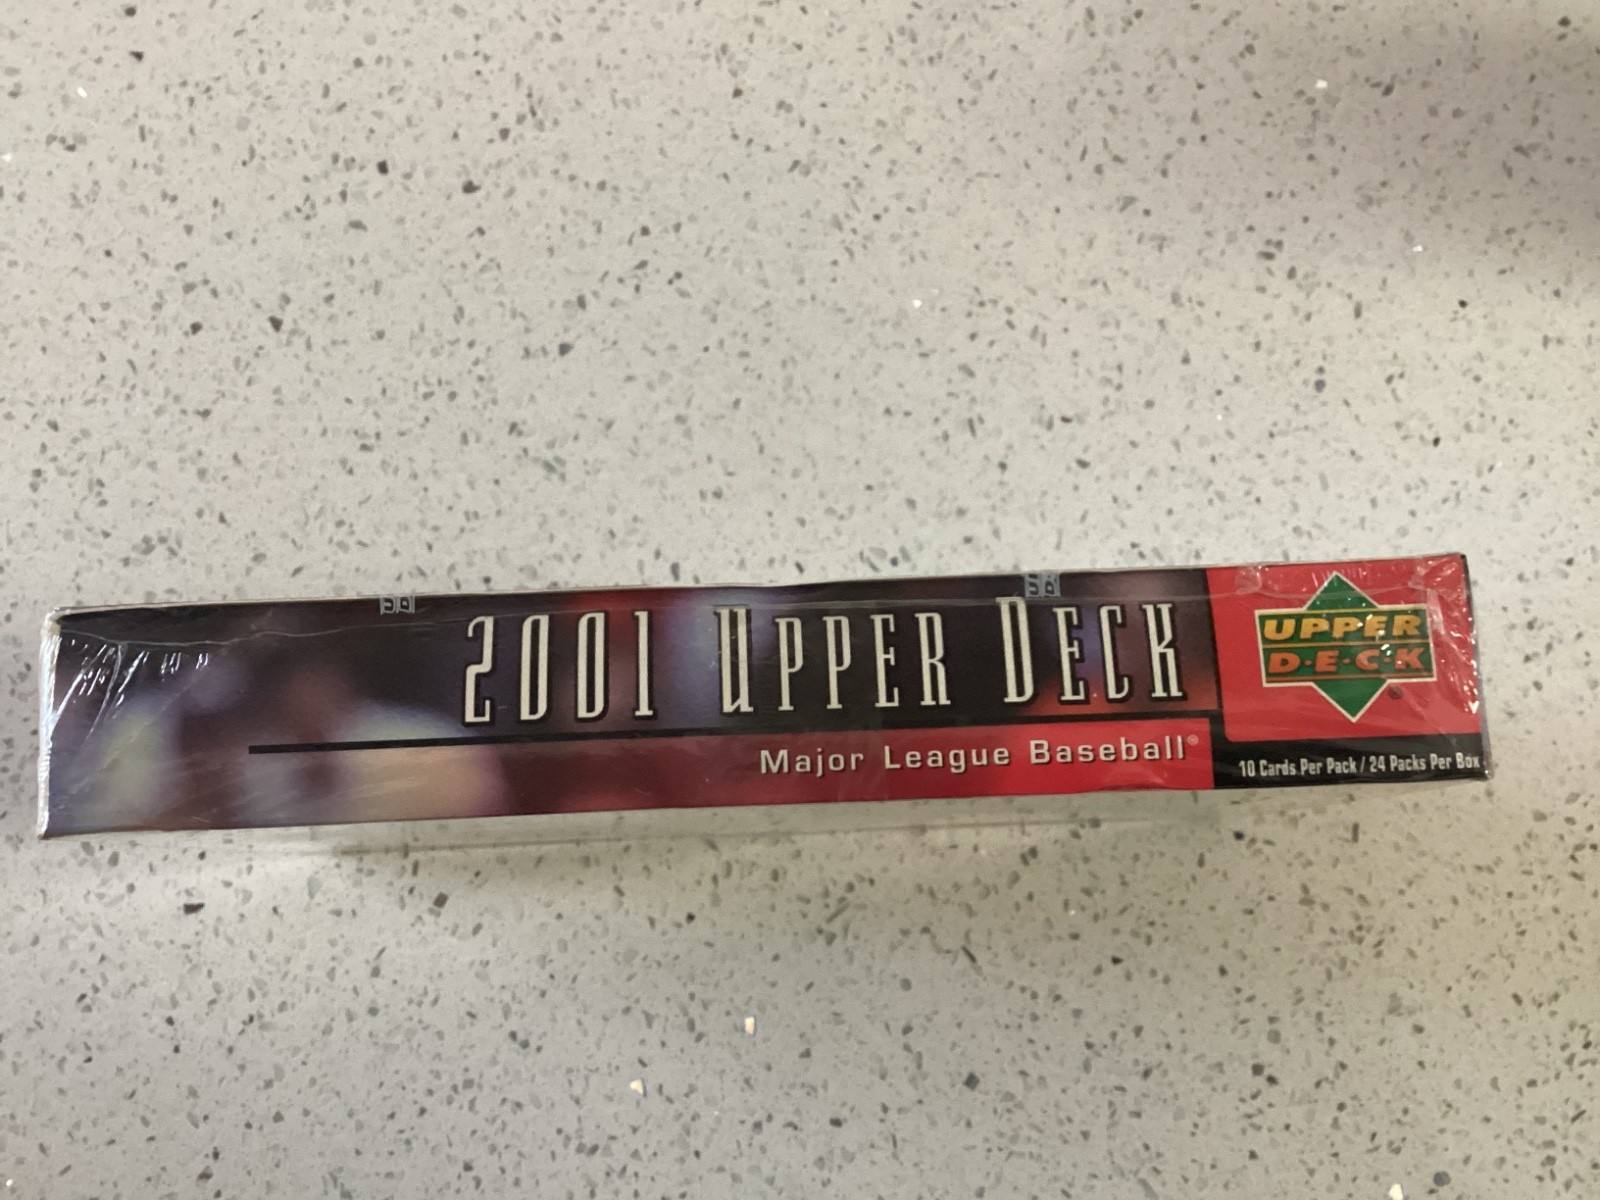 2001 UPPER DECK
Major League Baseball®
UPPER
D·E·C·K
®
10 Cards Per Pack / 24 Packs Per Box